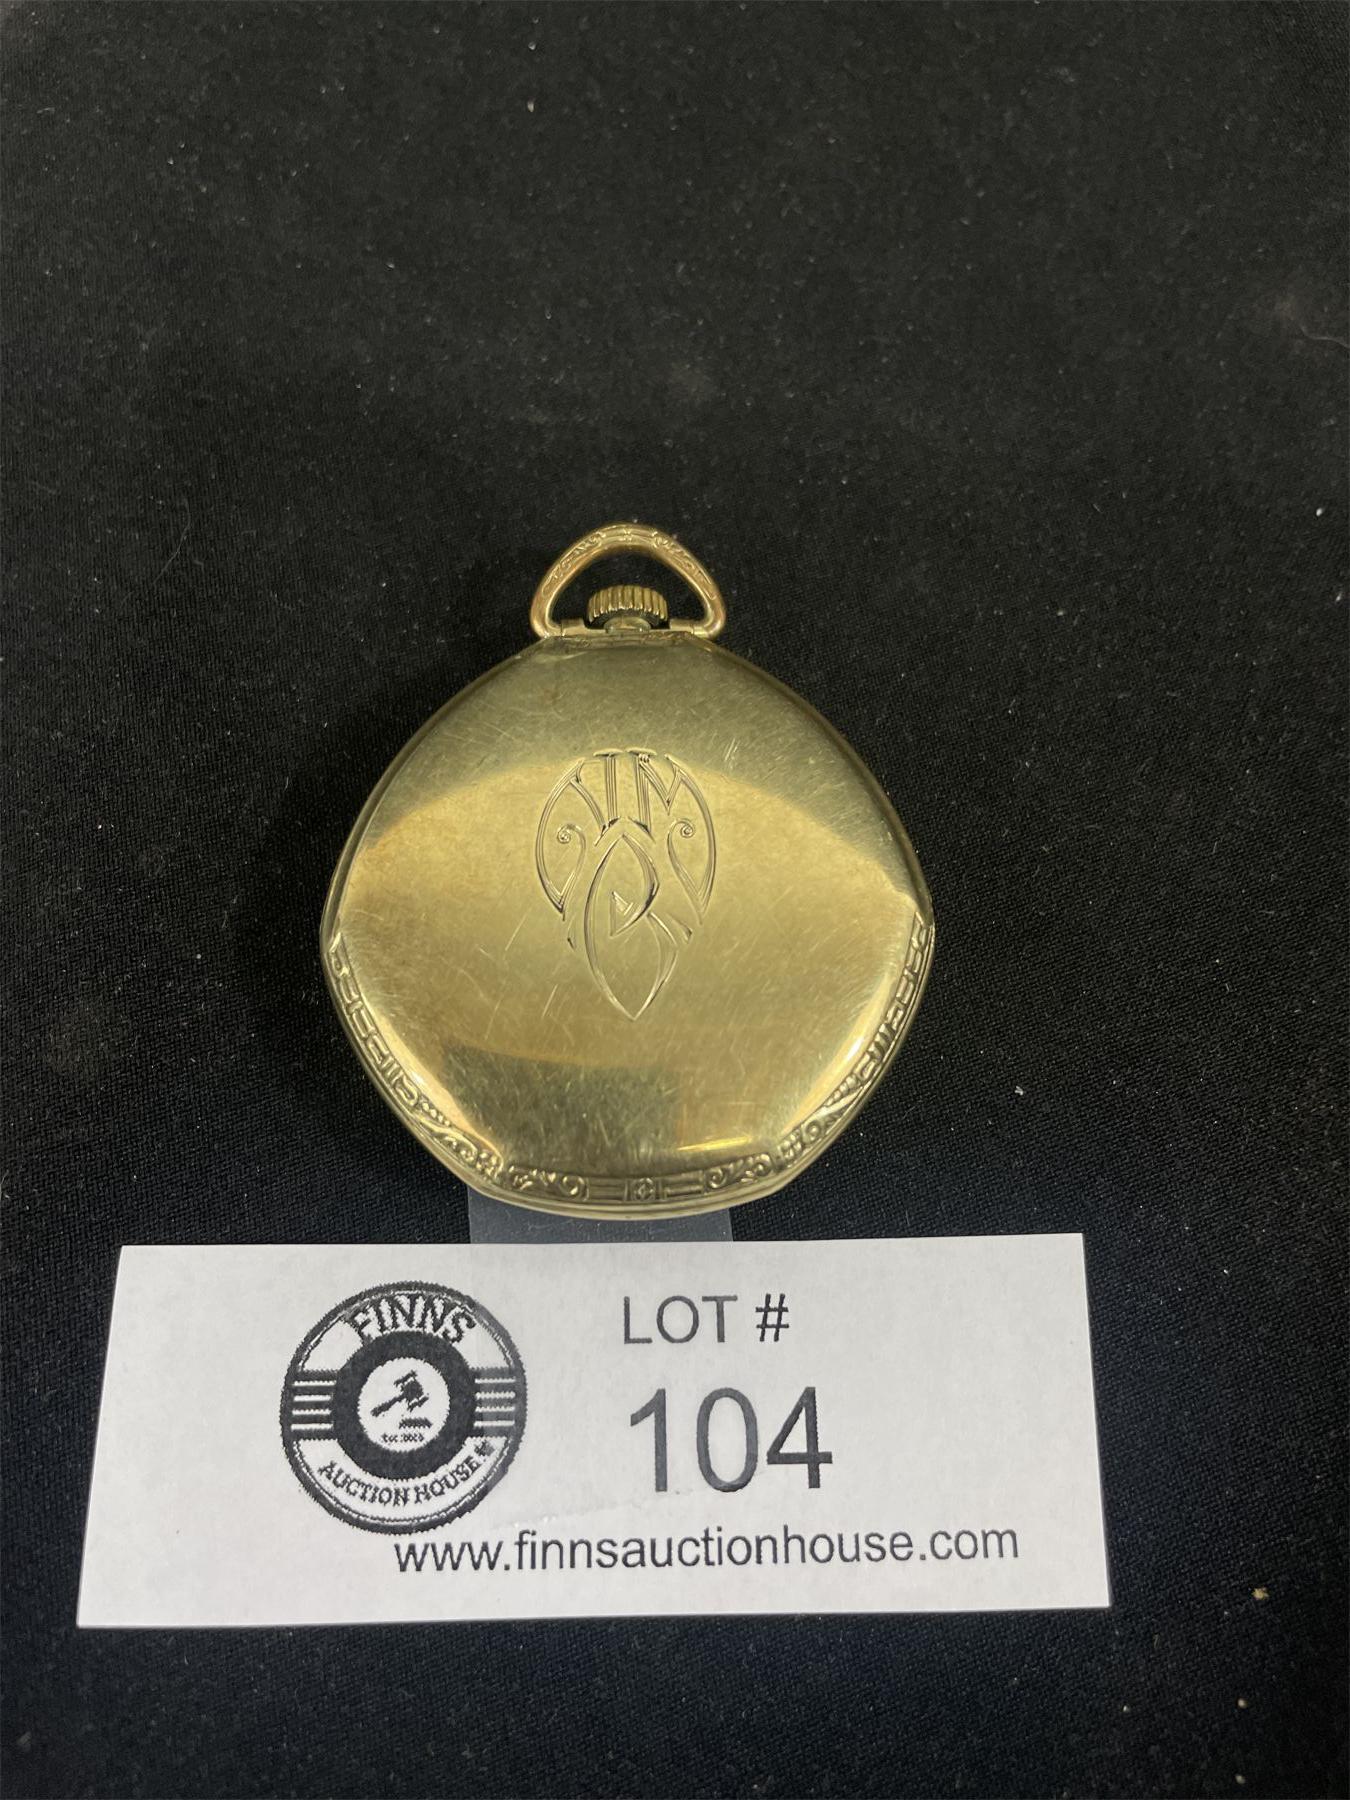 FINNS
AUCTION HOUSE
LOT #
104
www.finnsauctionhouse.com